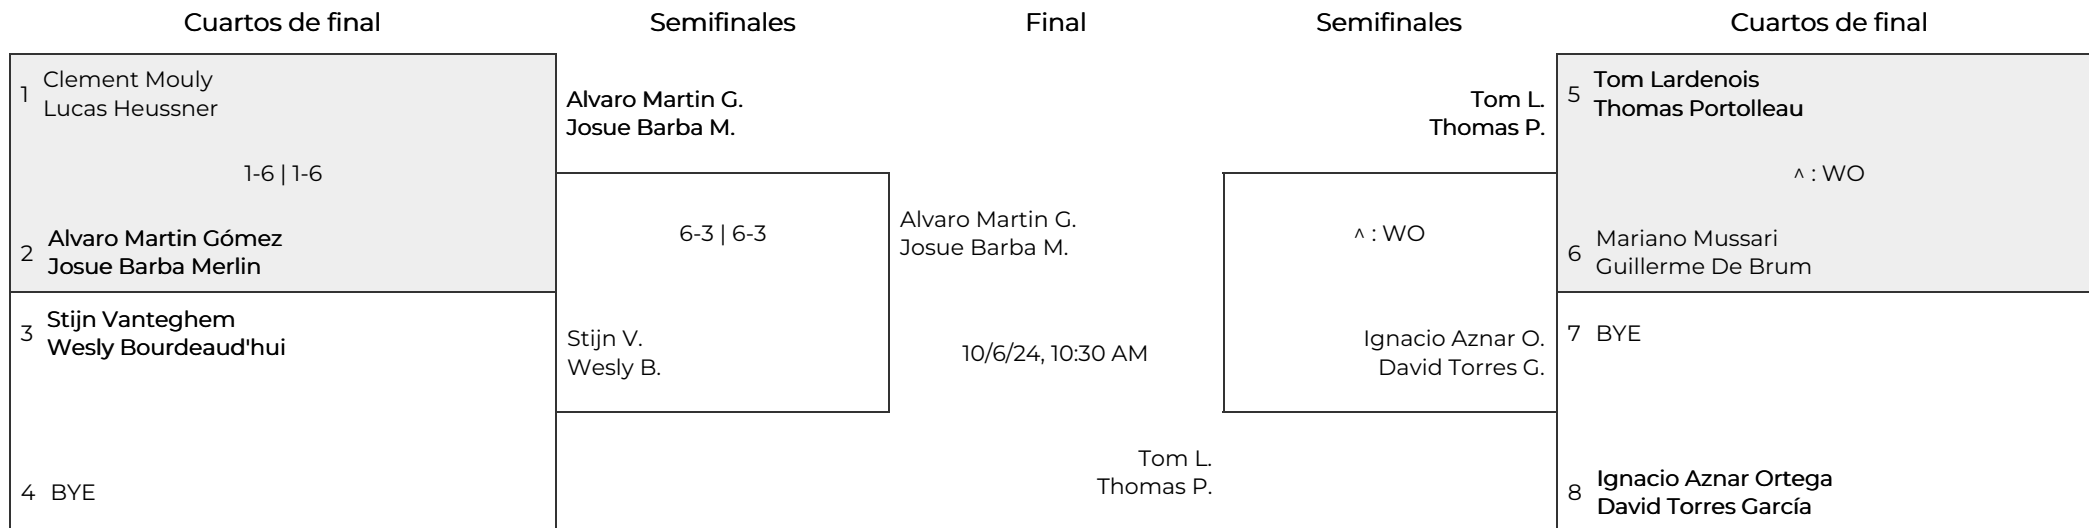 Cuartos de final
Semifinales
Final
Semifinales
Cuartos de final
1
Clement Mouly
Lucas Heussner
1-6 | 1-6
2
Alvaro Martin Gómez
Josue Barba Merlin
3
Stijn Vanteghem
Wesly Bourdeaud'hui
4 BYE
Alvaro Martin G.
Josue Barba M.
6-3 | 6-3
Stijn V.
Wesly B.
Alvaro Martin G.
Josue Barba M.
10/6/24, 10:30 AM
Tom L.
Thomas P.
Tom L.
Thomas P.
^ : WO
Ignacio Aznar O.
David Torres G.
5
Tom Lardenois
Thomas Portolleau
^ : WO
6
Mariano Mussari
Guillerme De Brum
7 BYE
8
Ignacio Aznar Ortega
David Torres García